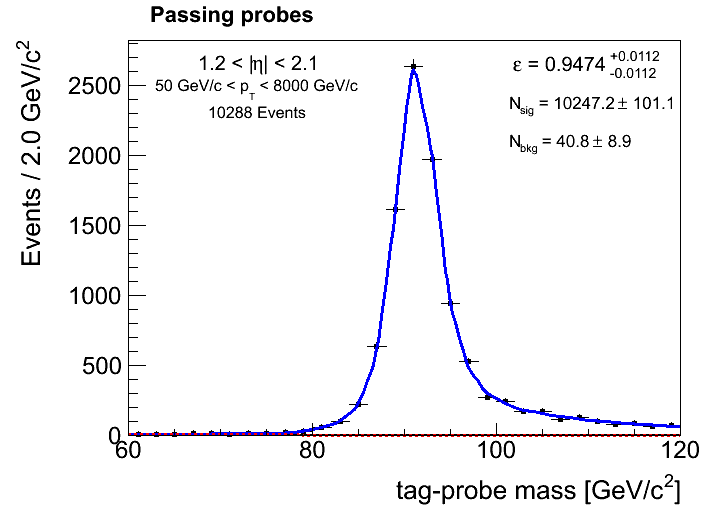 Passing probes
Events / 2.0 GeV/c²
1.2 < |η| < 2.1
50 GeV/c < p_T < 8000 GeV/c
10288 Events
ε = 0.9474 +0.0112 -0.0112
N_sig = 10247.2 ± 101.1
N_bkg = 40.8 ± 8.9
2500
2000
1500
1000
500
0
60 80 100 120
tag-probe mass [GeV/c²]